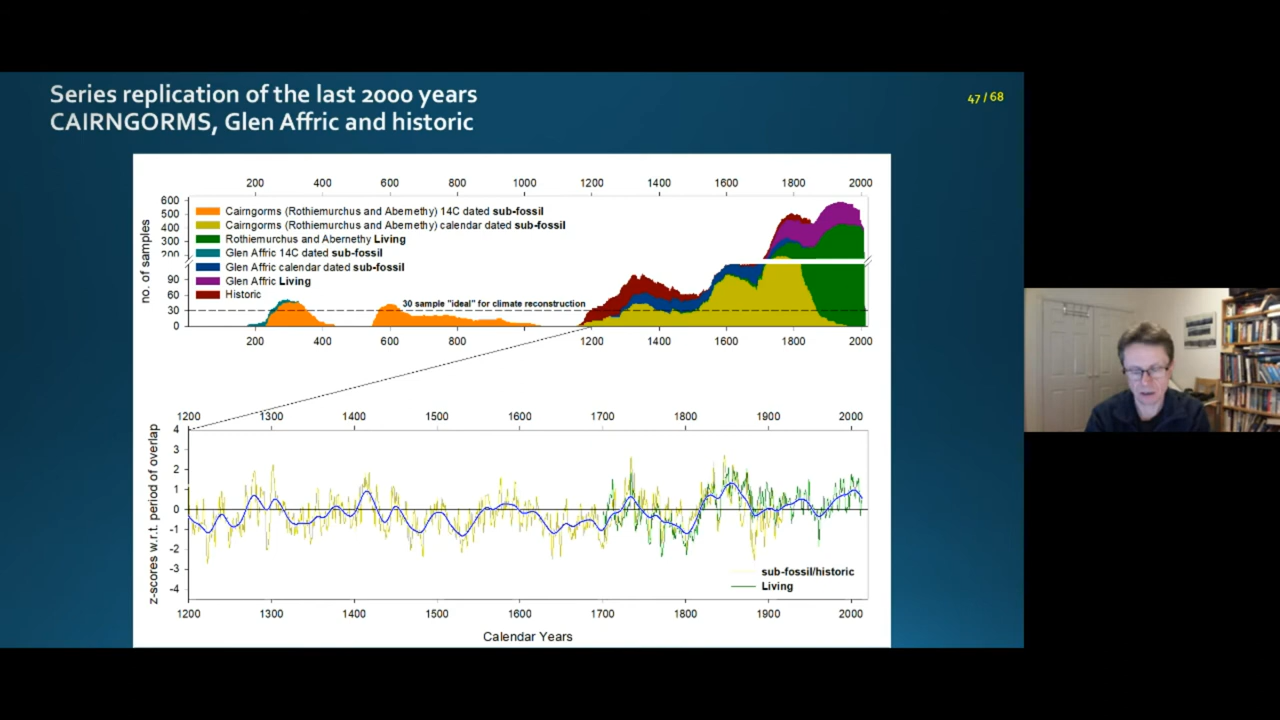 Series replication of the last 2000 years
CAIRNGORMS, Glen Affric and historic
47 / 68
200 400 600 800 1000 1200 1400 1600 1800 2000
600
500
400
300
200
90
60
30
0
no. of samples
Cairngorms (Rothiemurchus and Abernethy) 14C dated sub-fossil
Cairngorms (Rothiemurchus and Abernethy) calendar dated sub-fossil
Rothiemurchus and Abernethy Living
Glen Affric 14C dated sub-fossil
Glen Affric calendar dated sub-fossil
Glen Affric Living
Historic
30 sample "ideal" for climate reconstruction
200 400 600 800 1200 1400 1600 1800 2000
1200 1300 1400 1500 1600 1700 1800 1900 2000
4
3
2
1
0
-1
-2
-3
-4
z-scores w.r.t. period of overlap
sub-fossil/historic
Living
1200 1300 1400 1500 1600 1700 1800 1900 2000
Calendar Years